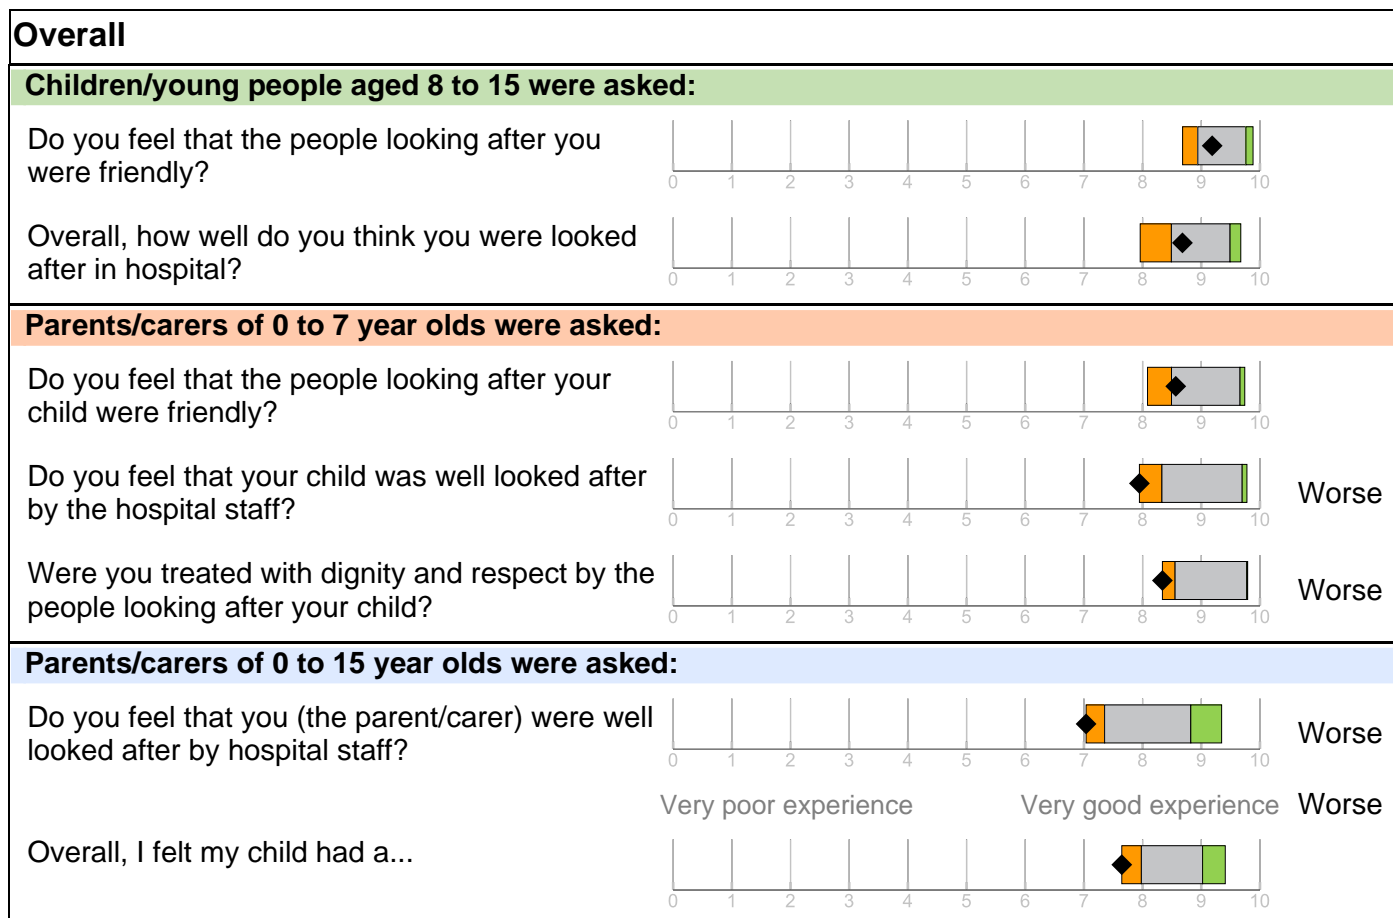 Overall
Children/young people aged 8 to 15 were asked:
Do you feel that the people looking after you
were friendly?
0 1 2 3 4 5 6 7 8 9 10
Overall, how well do you think you were looked
after in hospital?
0 1 2 3 4 5 6 7 8 9 10
Parents/carers of 0 to 7 year olds were asked:
Do you feel that the people looking after your
child were friendly?
0 1 2 3 4 5 6 7 8 9 10
Do you feel that your child was well looked after
by the hospital staff?
Worse
0 1 2 3 4 5 6 7 8 9 10
Were you treated with dignity and respect by the
people looking after your child?
Worse
0 1 2 3 4 5 6 7 8 9 10
Parents/carers of 0 to 15 year olds were asked:
Do you feel that you (the parent/carer) were well
looked after by hospital staff?
Worse
0 1 2 3 4 5 6 7 8 9 10
Very poor experience Very good experience Worse
Overall, I felt my child had a...
0 1 2 3 4 5 6 7 8 9 10